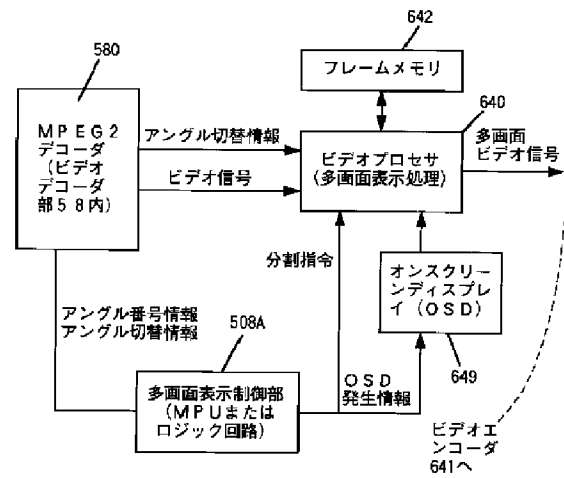 642
フレームメモリ
580
640
ＭＰＥＧ２
デコーダ
（ビデオ
デコーダ
部５８内）
アングル切替情報
ビデオ信号
ビデオプロセサ
(多画面表示処理)
多画面
ビデオ信号
分割指令
オンスクリー
ンディスプレ
イ（ＯＳＤ）
649
アングル番号情報
アングル切替情報
508A
多画面表示制御部
（ＭＰＵまたは
ロジック回路）
ＯＳＤ
発生情報
ビデオエ
ンコーダ
641へ